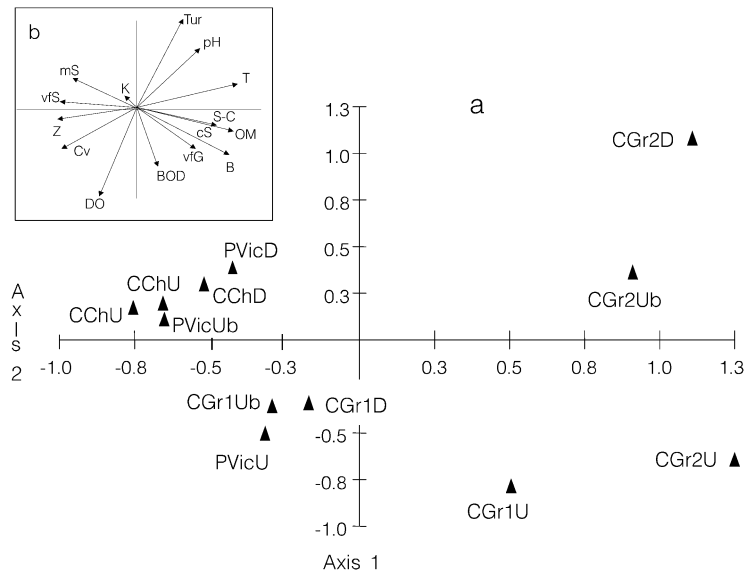 b
Tur
pH
T
K
mS
vfS
Z
Cv
DO
BOD
vfG
B
cS
S-C
OM
a
1.3
1.0
0.8
0.5
0.3
-0.5
-0.8
-1.0
-1.0 -0.8 -0.5 -0.3 0.3 0.5 0.8 1.0 1.3
CGr2D
CGr2Ub
PVicD
CChU
CChD
CChU
PVicUb
CGr1Ub
CGr1D
PVicU
CGr2U
CGr1U
Axis 2
Axis 1